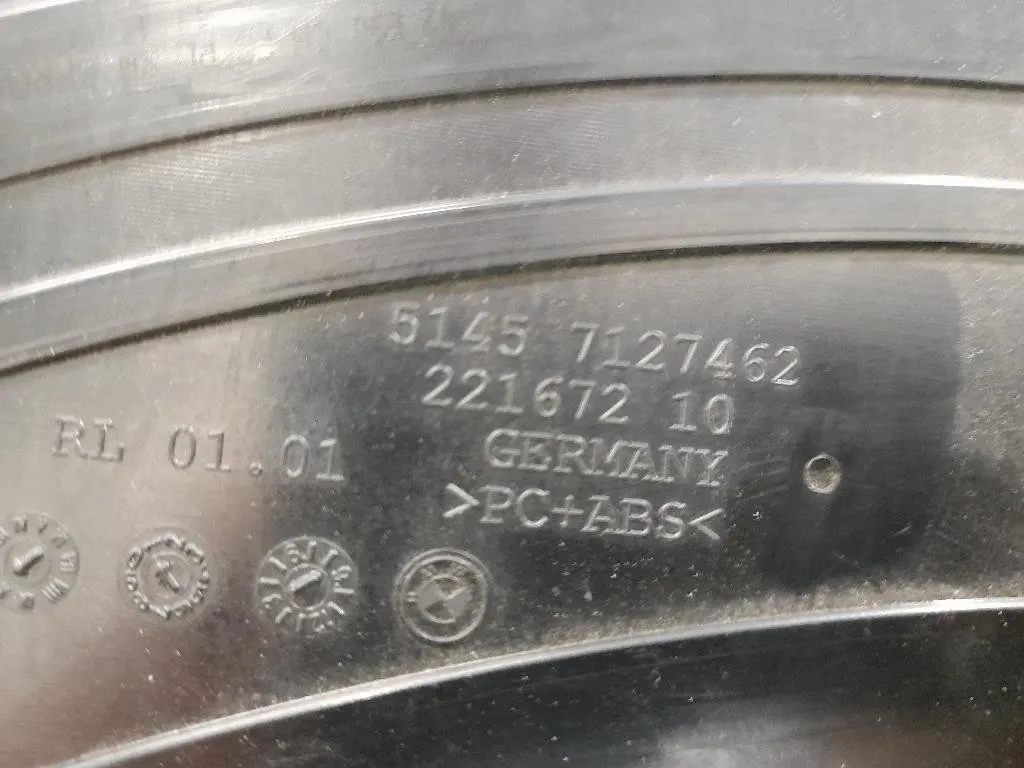 5145 7127462
221672 10
GERMANY
>PC+ABS<
RL 01.01